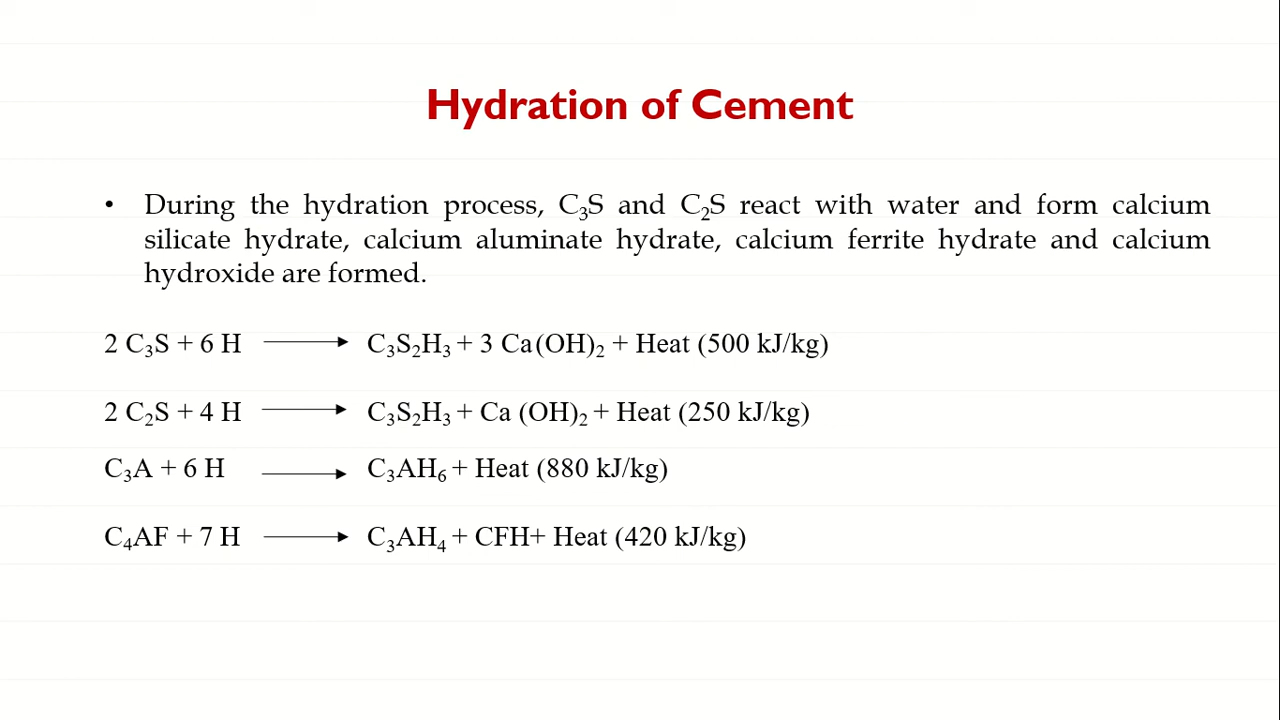 Hydration of Cement
• During the hydration process, C₃S and C₂S react with water and form calcium
silicate hydrate, calcium aluminate hydrate, calcium ferrite hydrate and calcium
hydroxide are formed.
2 C₃S + 6 H ⟶ C₃S₂H₃ + 3 Ca(OH)₂ + Heat (500 kJ/kg)
2 C₂S + 4 H ⟶ C₃S₂H₃ + Ca (OH)₂ + Heat (250 kJ/kg)
C₃A + 6 H ⟶ C₃AH₆ + Heat (880 kJ/kg)
C₄AF + 7 H ⟶ C₃AH₄ + CFH+ Heat (420 kJ/kg)